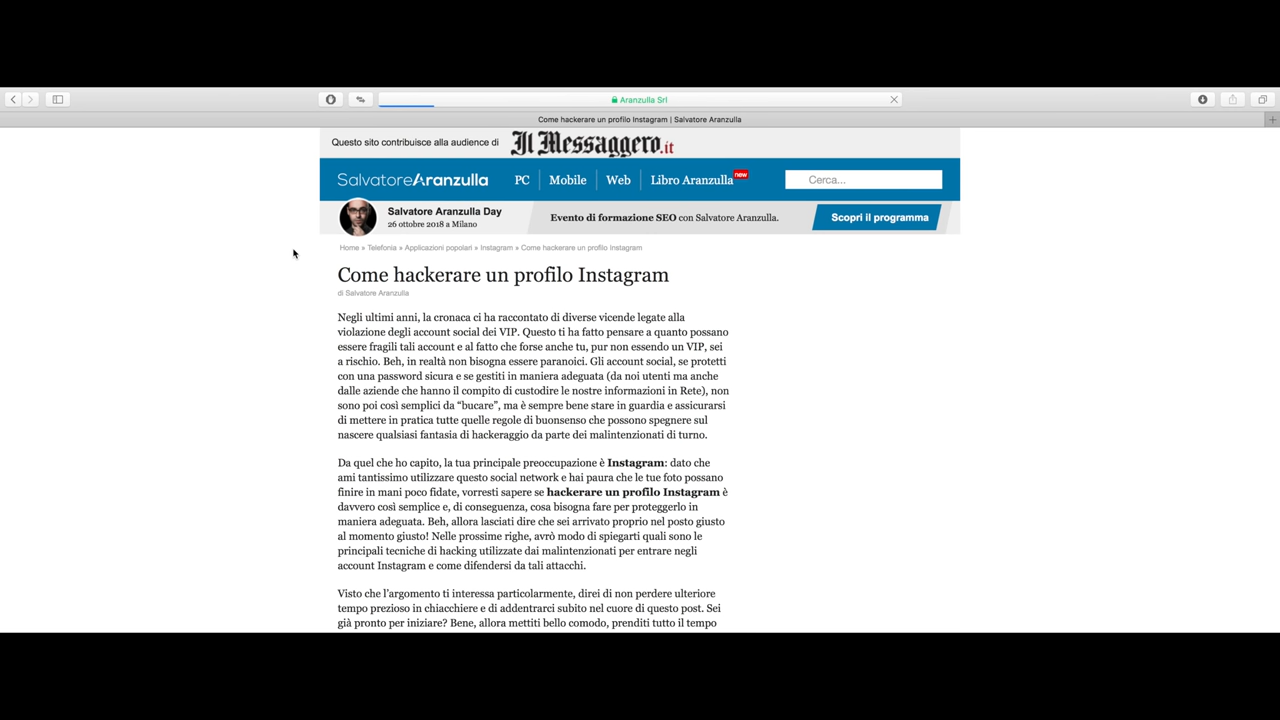 Aranzulla Srl
Come hackerare un profilo Instagram | Salvatore Aranzulla
Questo sito contribuisce alla audience di Il Messaggero.it
SalvatoreAranzulla PC Mobile Web Libro Aranzulla new Cerca...
Salvatore Aranzulla Day
26 ottobre 2018 a Milano
Evento di formazione SEO con Salvatore Aranzulla.
Scopri il programma
Home » Telefonia » Applicazioni popolari » Instagram » Come hackerare un profilo Instagram
Come hackerare un profilo Instagram
di Salvatore Aranzulla
Negli ultimi anni, la cronaca ci ha raccontato di diverse vicende legate alla
violazione degli account social dei VIP. Questo ti ha fatto pensare a quanto possano
essere fragili tali account e al fatto che forse anche tu, pur non essendo un VIP, sei
a rischio. Beh, in realtà non bisogna essere paranoici. Gli account social, se protetti
con una password sicura e se gestiti in maniera adeguata (da noi utenti ma anche
dalle aziende che hanno il compito di custodire le nostre informazioni in Rete), non
sono poi così semplici da “bucare”, ma è sempre bene stare in guardia e assicurarsi
di mettere in pratica tutte quelle regole di buonsenso che possono spegnere sul
nascere qualsiasi fantasia di hackeraggio da parte dei malintenzionati di turno.
Da quel che ho capito, la tua principale preoccupazione è Instagram: dato che
ami tantissimo utilizzare questo social network e hai paura che le tue foto possano
finire in mani poco fidate, vorresti sapere se hackerare un profilo Instagram è
davvero così semplice e, di conseguenza, cosa bisogna fare per proteggerlo in
maniera adeguata. Beh, allora lasciati dire che sei arrivato proprio nel posto giusto
al momento giusto! Nelle prossime righe, avrò modo di spiegarti quali sono le
principali tecniche di hacking utilizzate dai malintenzionati per entrare negli
account Instagram e come difendersi da tali attacchi.
Visto che l’argomento ti interessa particolarmente, direi di non perdere ulteriore
tempo prezioso in chiacchiere e di addentrarci subito nel cuore di questo post. Sei
già pronto per iniziare? Bene, allora mettiti bello comodo, prenditi tutto il tempo